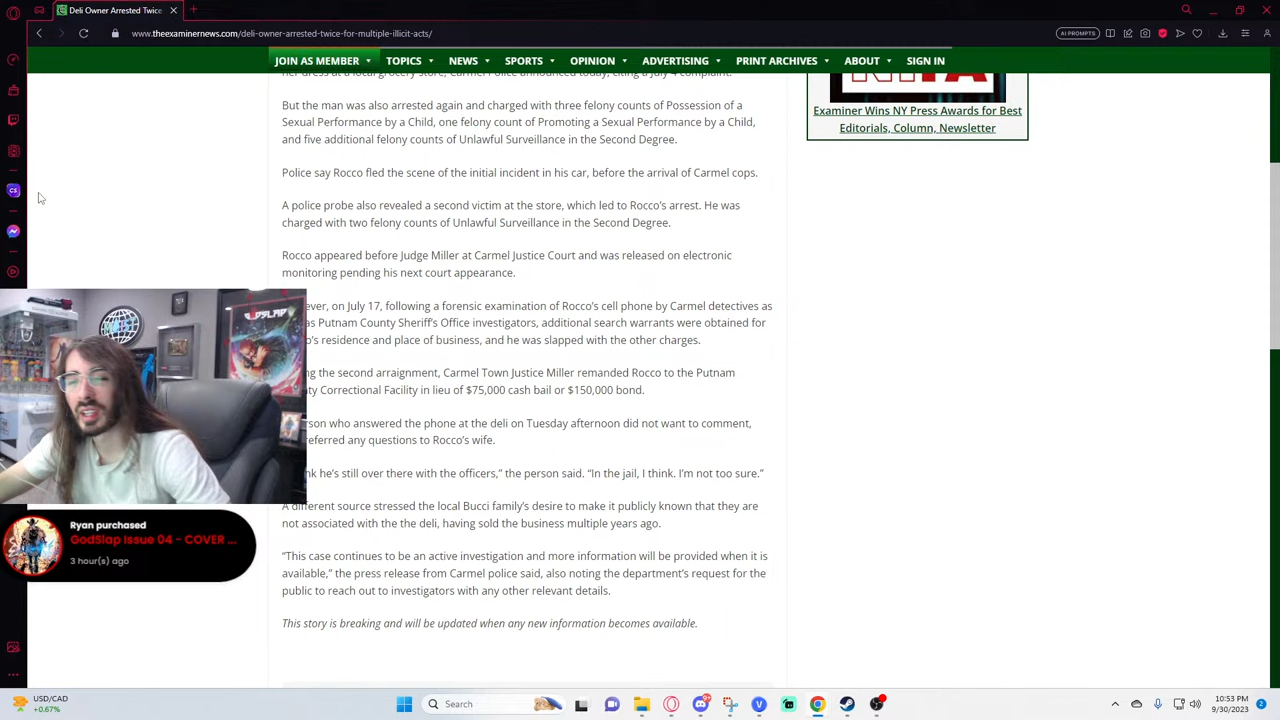 Deli Owner Arrested Twice
www.theexaminernews.com/deli-owner-arrested-twice-for-multiple-illicit-acts/
AI PROMPTS
JOIN AS MEMBER TOPICS NEWS SPORTS OPINION ADVERTISING PRINT ARCHIVES ABOUT SIGN IN
her dress at a local grocery store, Carmel Police announced today, citing a July 4 complaint.
But the man was also arrested again and charged with three felony counts of Possession of a
Sexual Performance by a Child, one felony count of Promoting a Sexual Performance by a Child,
and five additional felony counts of Unlawful Surveillance in the Second Degree.
Police say Rocco fled the scene of the initial incident in his car, before the arrival of Carmel cops.
A police probe also revealed a second victim at the store, which led to Rocco's arrest. He was
charged with two felony counts of Unlawful Surveillance in the Second Degree.
Rocco appeared before Judge Miller at Carmel Justice Court and was released on electronic
monitoring pending his next court appearance.
ever, on July 17, following a forensic examination of Rocco's cell phone by Carmel detectives as
as Putnam County Sheriff's Office investigators, additional search warrants were obtained for
o's residence and place of business, and he was slapped with the other charges.
g the second arraignment, Carmel Town Justice Miller remanded Rocco to the Putnam
ty Correctional Facility in lieu of $75,000 cash bail or $150,000 bond.
rson who answered the phone at the deli on Tuesday afternoon did not want to comment,
referred any questions to Rocco's wife.
nk he's still over there with the officers," the person said. "In the jail, I think. I'm not too sure."
A different source stressed the local Bucci family's desire to make it publicly known that they are
not associated with the the deli, having sold the business multiple years ago.
"This case continues to be an active investigation and more information will be provided when it is
available," the press release from Carmel police said, also noting the department's request for the
public to reach out to investigators with any other relevant details.
This story is breaking and will be updated when any new information becomes available.
Examiner Wins NY Press Awards for Best
Editorials, Column, Newsletter
GODSLAP
Ryan purchased
GodSlap Issue 04 - COVER ...
3 hour(s) ago
USD/CAD
+0.67%
Search
10:53 PM
9/30/2023